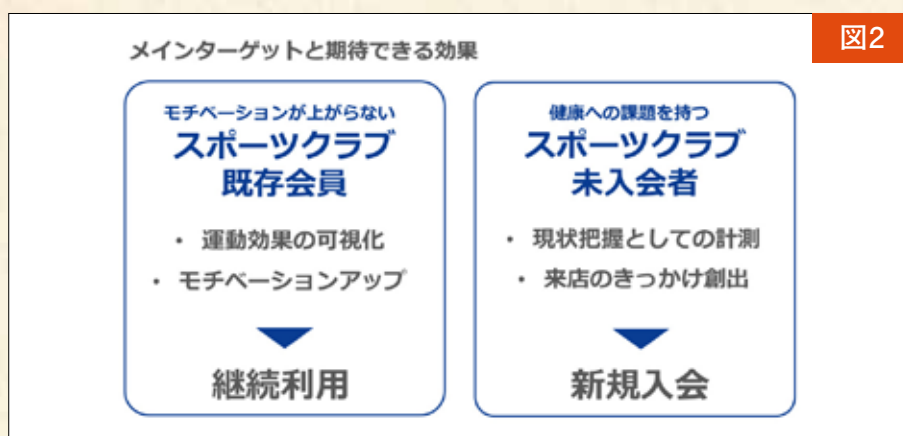 図2
メインターゲットと期待できる効果
モチベーションが上がらない
スポーツクラブ
既存会員
・ 運動効果の可視化
・ モチベーションアップ
継続利用
健康への課題を持つ
スポーツクラブ
未入会者
・ 現状把握としての計測
・ 来店のきっかけ創出
新規入会